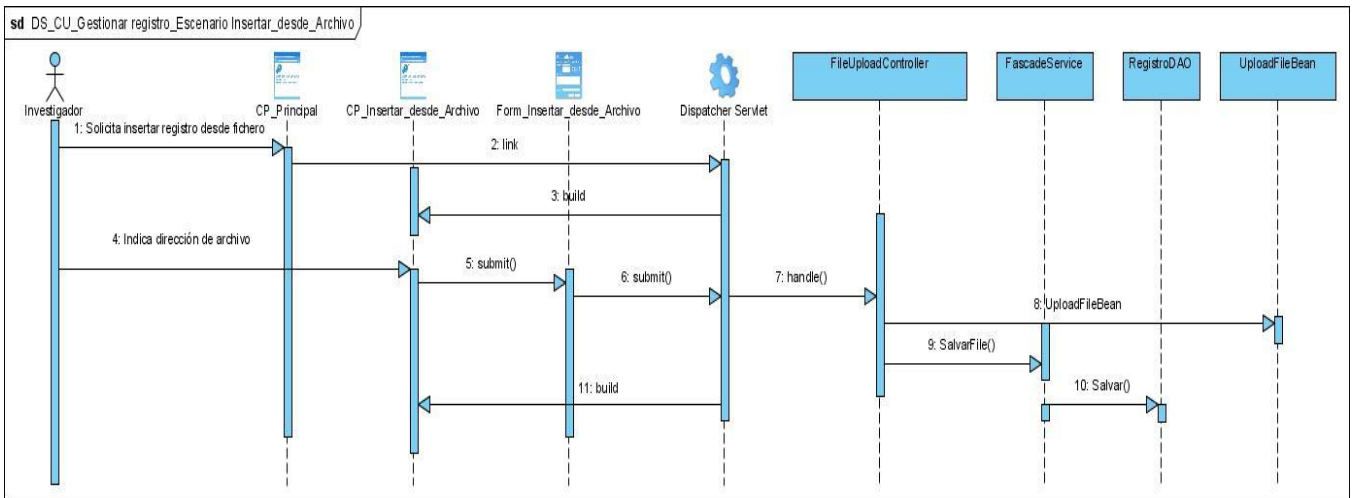 sd DS_CU_Gestionar registro_Escenario Insertar_desde_Archivo
FileUploadController
FascadeService
RegistroDAO
UploadFileBean
Investigador
CP_Principal
CP_Insertar_desde_Archivo
Form_Insertar_desde_Archivo
Dispatcher Servlet
1: Solicita insertar registro desde fichero
2: link
3: build
4: Indica dirección de archivo
5: submit()
6: submit()
7: handle()
8: UploadFileBean
9: SalvarFile()
10: Salvar()
11: build